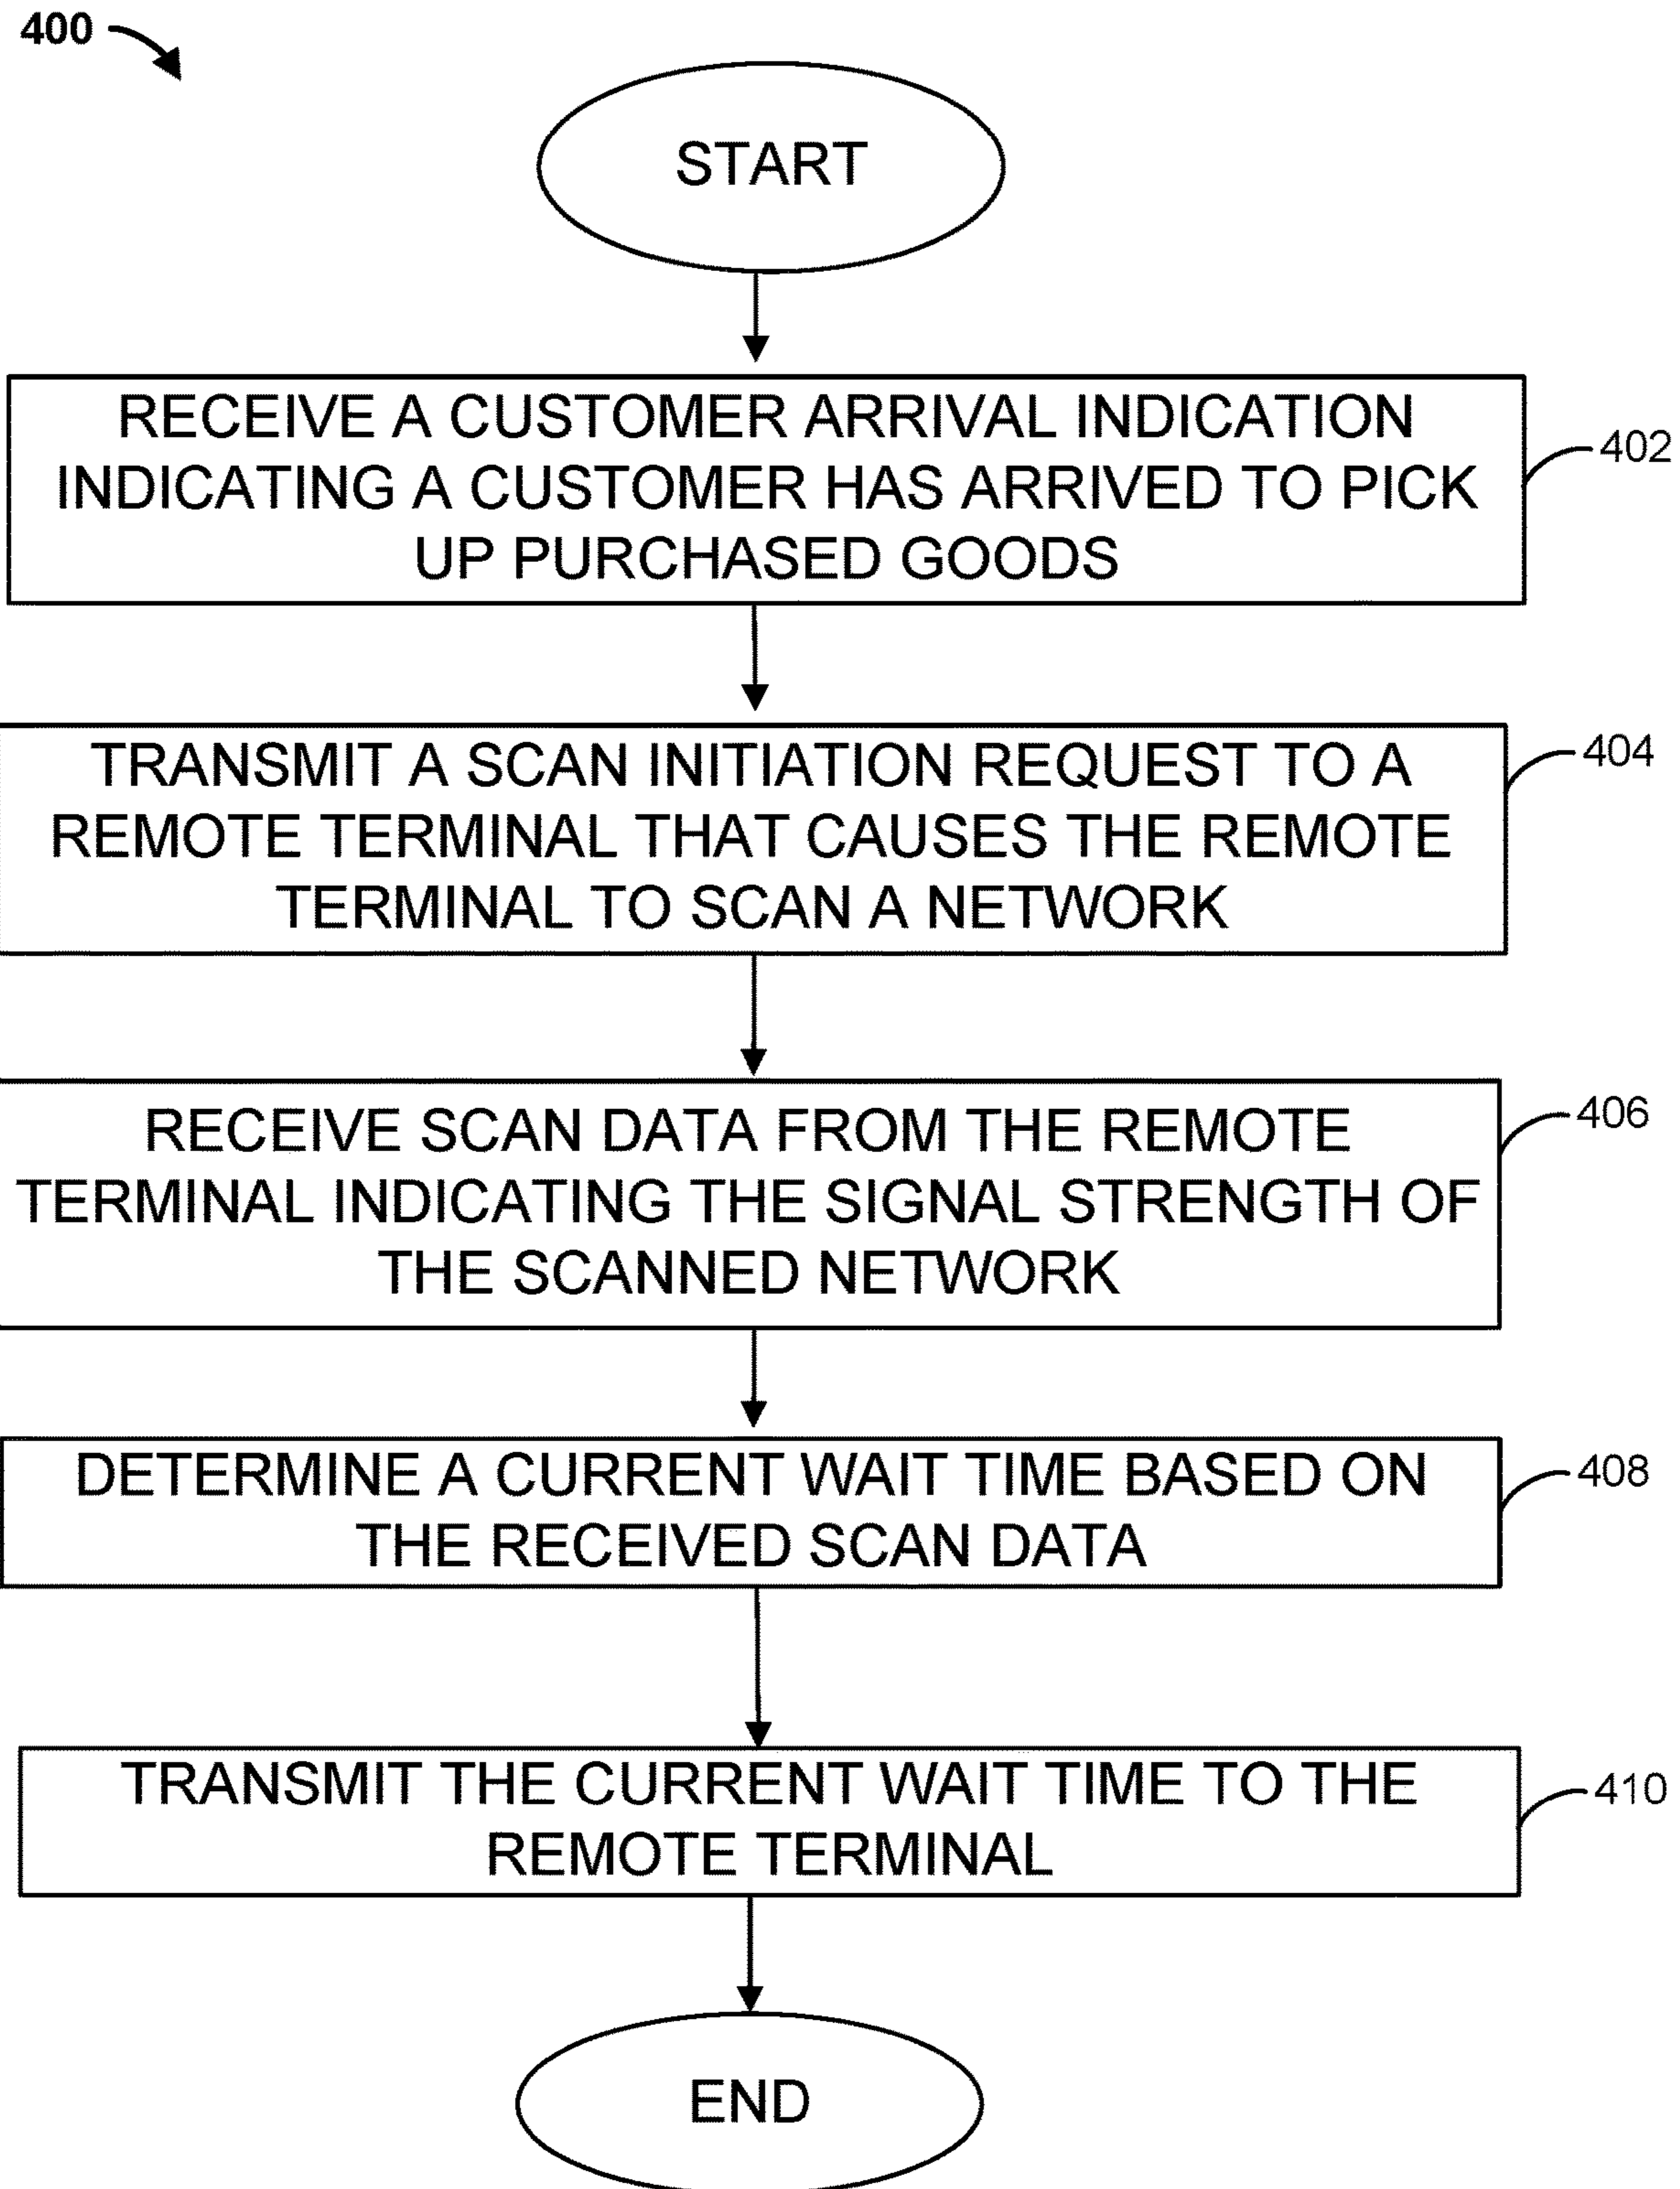 400
START
RECEIVE A CUSTOMER ARRIVAL INDICATION
INDICATING A CUSTOMER HAS ARRIVED TO PICK
UP PURCHASED GOODS
402
TRANSMIT A SCAN INITIATION REQUEST TO A
REMOTE TERMINAL THAT CAUSES THE REMOTE
TERMINAL TO SCAN A NETWORK
404
RECEIVE SCAN DATA FROM THE REMOTE
TERMINAL INDICATING THE SIGNAL STRENGTH OF
THE SCANNED NETWORK
406
DETERMINE A CURRENT WAIT TIME BASED ON
THE RECEIVED SCAN DATA
408
TRANSMIT THE CURRENT WAIT TIME TO THE
REMOTE TERMINAL
410
END